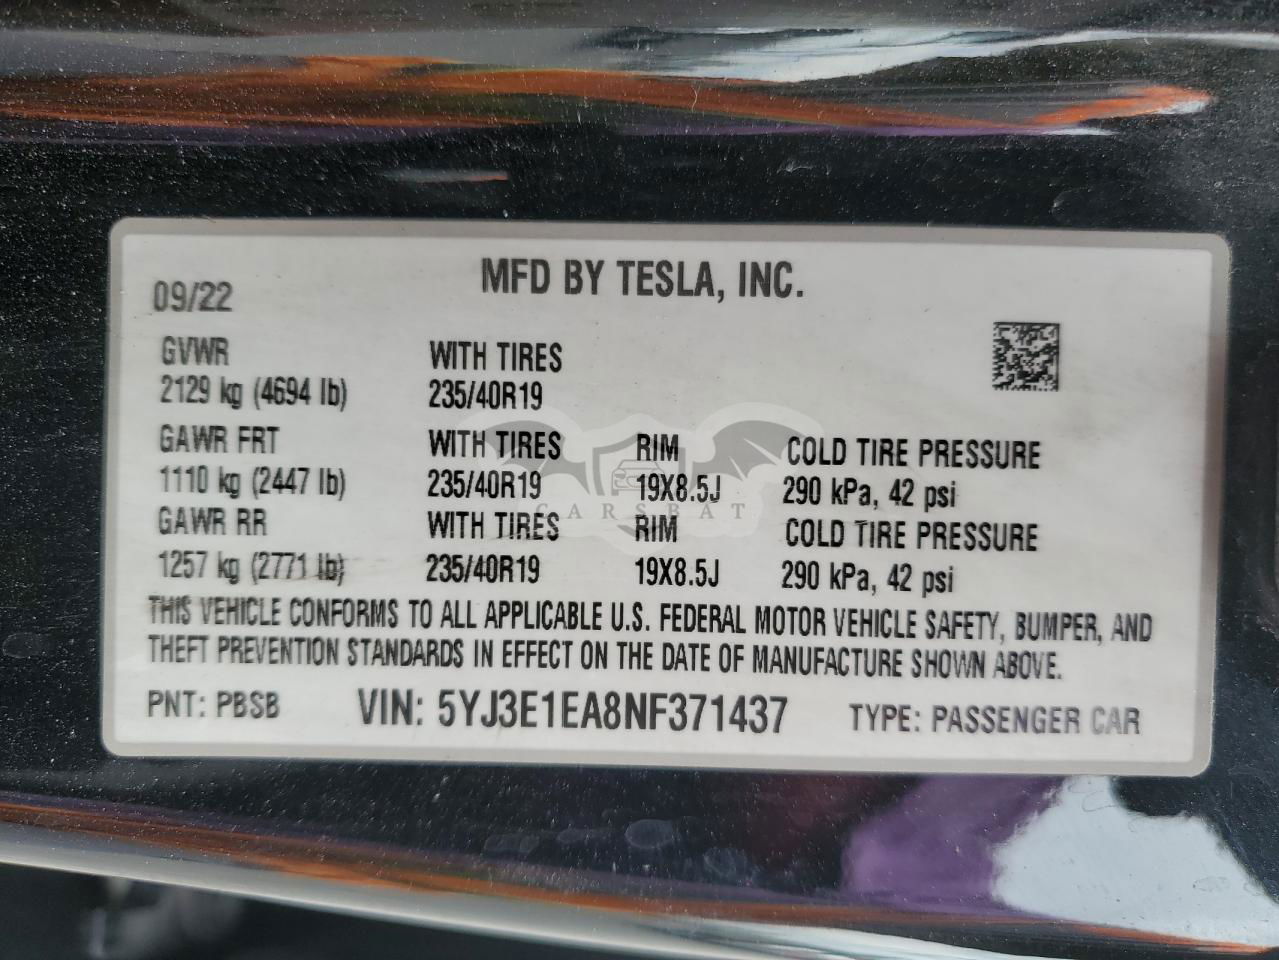 MFD BY TESLA, INC.
09/22
GVWR WITH TIRES
2129 kg (4694 lb) 235/40R19
GAWR FRT WITH TIRES RIM COLD TIRE PRESSURE
1110 kg (2447 lb) 235/40R19 19X8.5J 290 kPa, 42 psi
CARSBAT
GAWR RR WITH TIRES RIM COLD TIRE PRESSURE
1257 kg (2771 lb) 235/40R19 19X8.5J 290 kPa, 42 psi
THIS VEHICLE CONFORMS TO ALL APPLICABLE U.S. FEDERAL MOTOR VEHICLE SAFETY, BUMPER, AND
THEFT PREVENTION STANDARDS IN EFFECT ON THE DATE OF MANUFACTURE SHOWN ABOVE.
PNT: PBSB VIN: 5YJ3E1EA8NF371437 TYPE: PASSENGER CAR